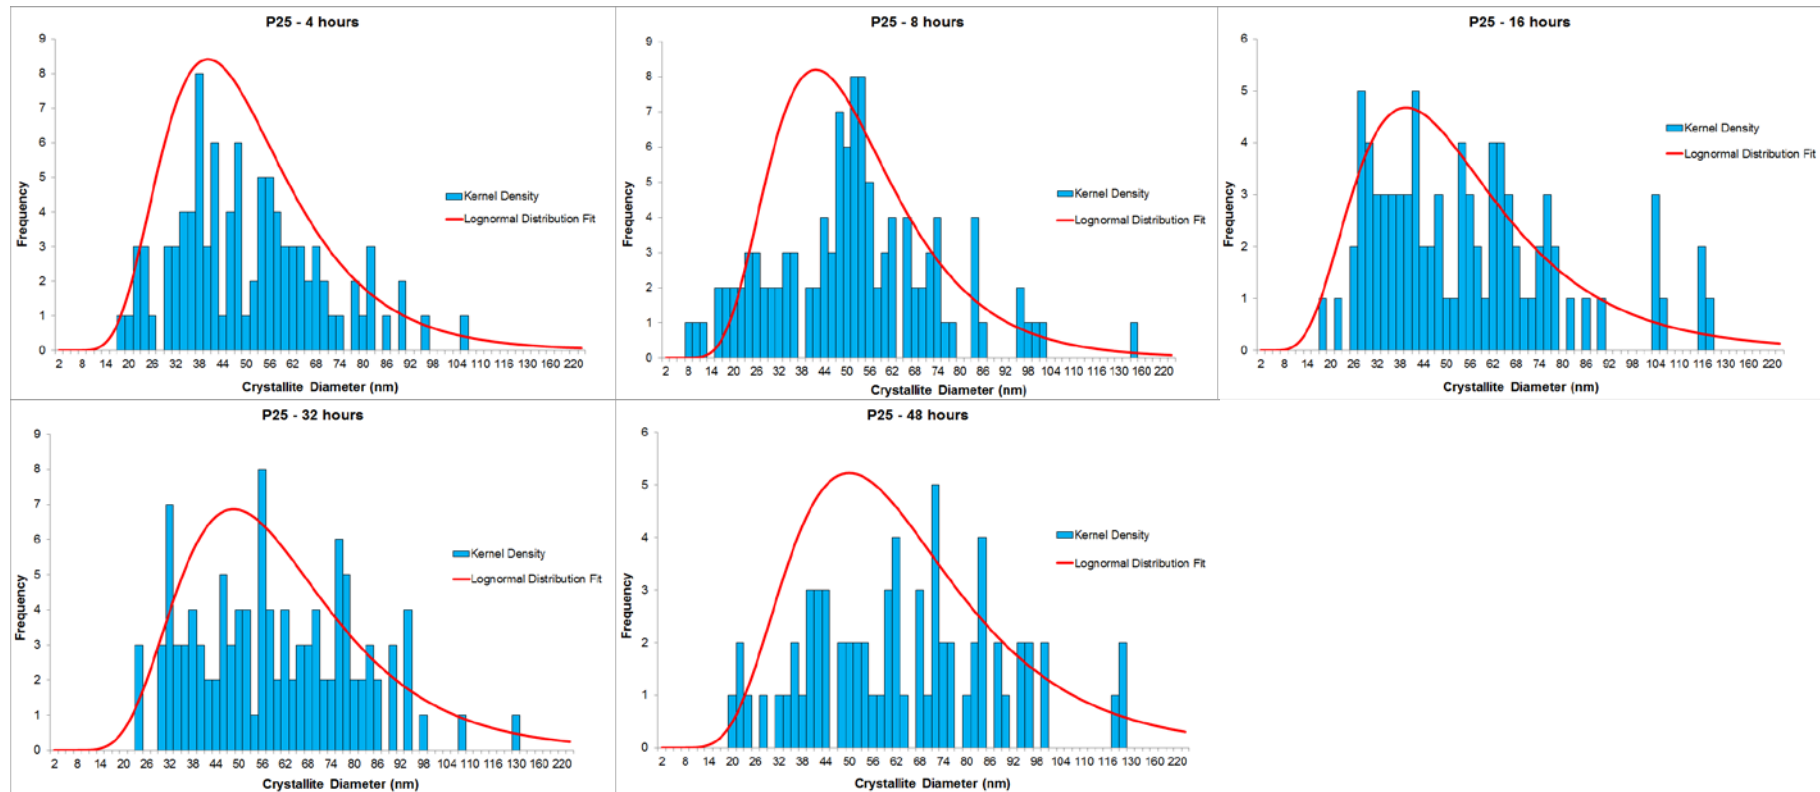 P25 - 4 hours
9
8
7
6
5
4
3
2
1
0
Frequency
Kernel Density
Lognormal Distribution Fit
2 8 14 20 26 32 38 44 50 56 62 68 74 80 86 92 98 104 110 116 130 160 220
Crystallite Diameter (nm)
P25 - 8 hours
9
8
7
6
5
4
3
2
1
0
Frequency
Kernel Density
Lognormal Distribution Fit
2 8 14 20 26 32 38 44 50 56 62 68 74 80 86 92 98 104 110 116 130 160 220
Crystallite Diameter (nm)
P25 - 16 hours
6
5
4
3
2
1
0
Frequency
Kernel Density
Lognormal Distribution Fit
2 8 14 20 26 32 38 44 50 56 62 68 74 80 86 92 98 104 110 116 130 160 220
Crystallite Diameter (nm)
P25 - 32 hours
9
8
7
6
5
4
3
2
1
0
Frequency
Kernel Density
Lognormal Distribution Fit
2 8 14 20 26 32 38 44 50 56 62 68 74 80 86 92 98 104 110 116 130 160 220
Crystallite Diameter (nm)
P25 - 48 hours
6
5
4
3
2
1
0
Frequency
Kernel Density
Lognormal Distribution Fit
2 8 14 20 26 32 38 44 50 56 62 68 74 80 86 92 98 104 110 116 130 160 220
Crystallite Diameter (nm)